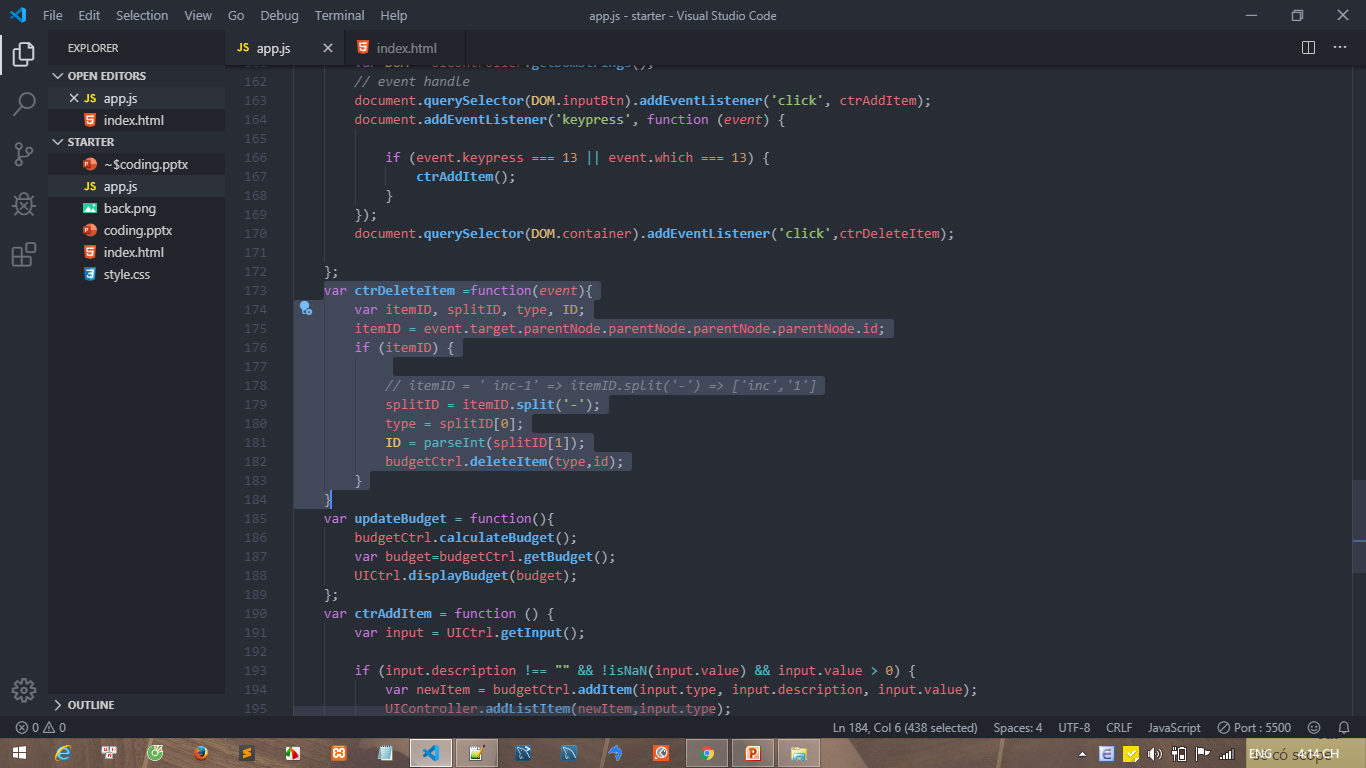 File Edit Selection View Go Debug Terminal Help
app.js - starter - Visual Studio Code
EXPLORER
OPEN EDITORS
JS app.js
index.html
STARTER
~$coding.pptx
JS app.js
back.png
coding.pptx
index.html
style.css
OUTLINE
JS app.js
index.html
162 // event handle
163 document.querySelector(DOM.inputBtn).addEventListener('click', ctrAddItem);
164 document.addEventListener('keypress', function (event) {
165
166 if (event.keypress === 13 || event.which === 13) {
167 ctrAddItem();
168 }
169 });
170 document.querySelector(DOM.container).addEventListener('click',ctrDeleteItem);
171
172 };
173 var ctrDeleteItem =function(event){
174 var itemID, splitID, type, ID;
175 itemID = event.target.parentNode.parentNode.parentNode.parentNode.id;
176 if (itemID) {
177
178 // itemID = ' inc-1' => itemID.split('-') => ['inc','1']
179 splitID = itemID.split('-');
180 type = splitID[0];
181 ID = parseInt(splitID[1]);
182 budgetCtrl.deleteItem(type,id);
183 }
184 }
185 var updateBudget = function(){
186 budgetCtrl.calculateBudget();
187 var budget=budgetCtrl.getBudget();
188 UICtrl.displayBudget(budget);
189 };
190 var ctrAddItem = function () {
191 var input = UICtrl.getInput();
192
193 if (input.description !== "" && !isNaN(input.value) && input.value > 0) {
194 var newItem = budgetCtrl.addItem(input.type, input.description, input.value);
195 UIController.addListItem(newItem,input.type);
0 0
Ln 184, Col 6 (438 selected) Spaces: 4 UTF-8 CRLF JavaScript Port : 5500
ENG 4:14 CH